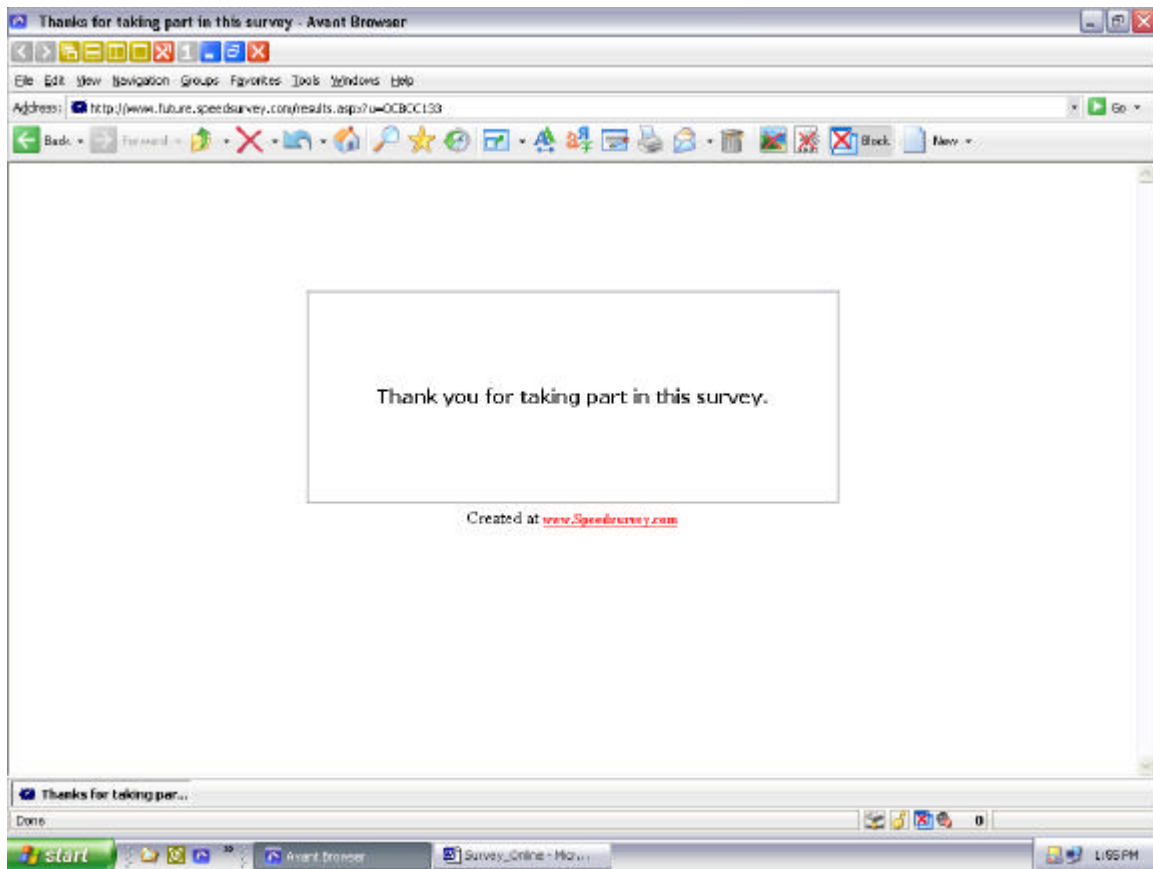 Thanks for taking part in this survey - Avant Browser
File Edit View Navigation Groups Favorites Tools Windows Help
Address: http://www.future.speedsurvey.com/results.asp>?u=OCBCC133 Go
Back Forward Block New
Thank you for taking part in this survey.
Created at www.Speedsurvey.com
Thanks for taking par...
Done 0
start Avant Browser Survey_Online - Micr... 1:55 PM